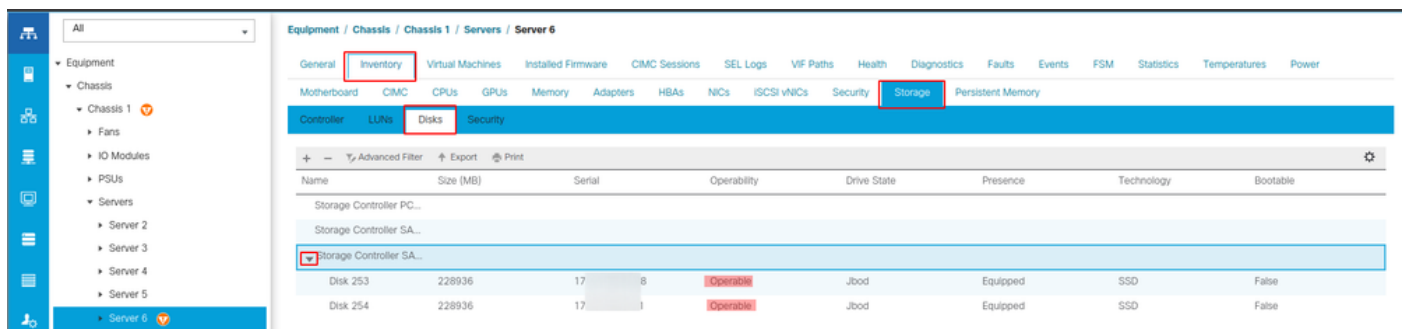 All
Equipment
Chassis
Chassis 1
Fans
IO Modules
PSUs
Servers
Server 2
Server 3
Server 4
Server 5
Server 6
Equipment / Chassis / Chassis 1 / Servers / Server 6
General Inventory Virtual Machines Installed Firmware CIMC Sessions SEL Logs VIF Paths Health Diagnostics Faults Events FSM Statistics Temperatures Power
Motherboard CIMC CPUs GPUs Memory Adapters HBAs NICs iSCSI vNICs Security Storage Persistent Memory
Controller LUNs Disks Security
+ − Advanced Filter Export Print
Name Size (MB) Serial Operability Drive State Presence Technology Bootable
Storage Controller PC...
Storage Controller SA...
Storage Controller SA...
Disk 253 228936 17 8 Operable Jbod Equipped SSD False
Disk 254 228936 17 1 Operable Jbod Equipped SSD False